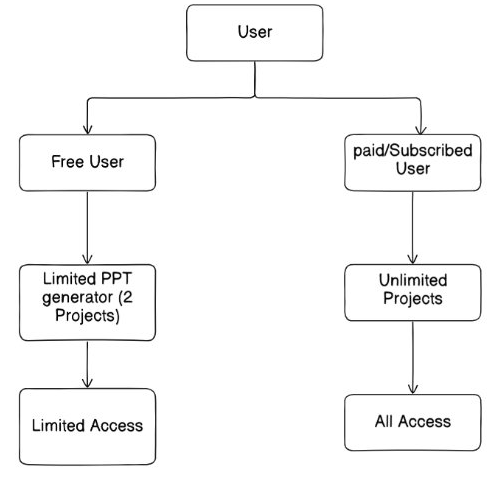 User
Free User
paid/Subscribed
User
Limited PPT
generator (2
Projects)
Unlimited
Projects
Limited Access
All Access